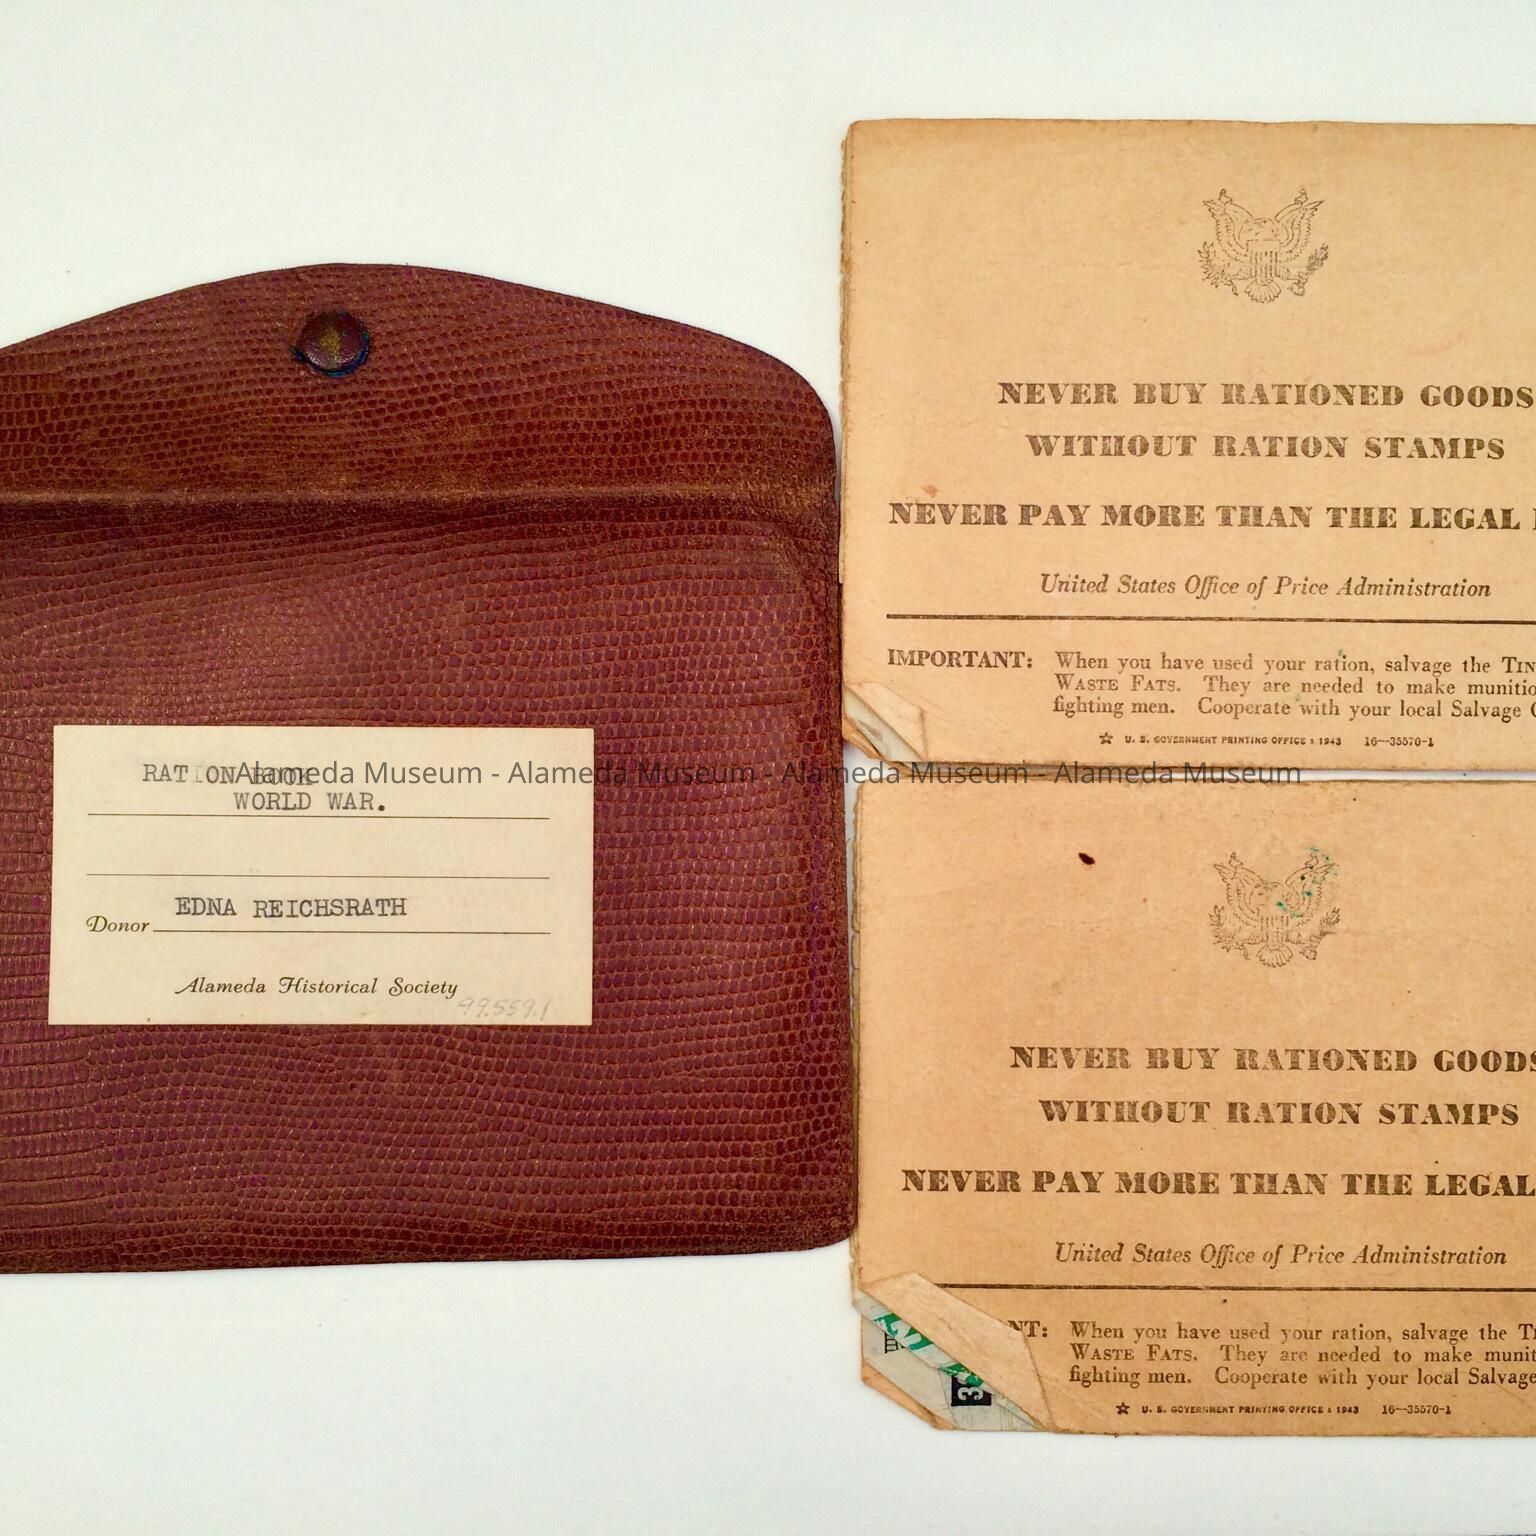 RATION BOOK
WORLD WAR.
EDNA REICHSRATH
Donor
Alameda Historical Society
99.559.1
Alameda Museum - Alameda Museum - Alameda Museum - Alameda Museum
NEVER BUY RATIONED GOODS
WITHOUT RATION STAMPS
NEVER PAY MORE THAN THE LEGAL
United States Office of Price Administration
IMPORTANT: When you have used your ration, salvage the TIN
WASTE FATS. They are needed to make munitio
fighting men. Cooperate with your local Salvage
☆ U. S. GOVERNMENT PRINTING OFFICE : 1943 16—35570-1
NEVER BUY RATIONED GOODS
WITHOUT RATION STAMPS
NEVER PAY MORE THAN THE LEGAL
United States Office of Price Administration
NT: When you have used your ration, salvage the TI
WASTE FATS. They are needed to make munit
fighting men. Cooperate with your local Salvage
☆ U. S. GOVERNMENT PRINTING OFFICE : 1943 16—35570-1